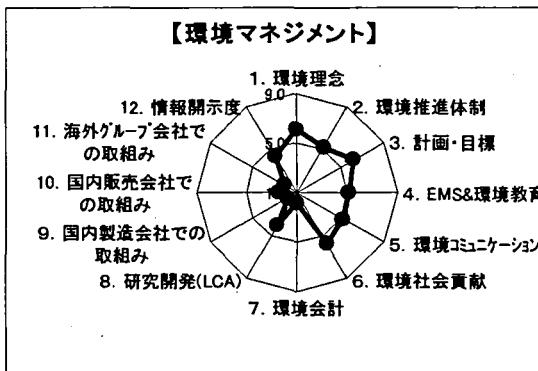 【環境マネジメント】
1. 環境理念
9.0
12. 情報開示度
2. 環境推進体制
11. 海外グループ会社で
の取組み
5.0
3. 計画・目標
10. 国内販売会社で
の取組み
4. EMS&環境教育
9. 国内製造会社での
取組み
5. 環境コミュニケーション
8. 研究開発(LCA)
6. 環境社会貢献
7. 環境会計